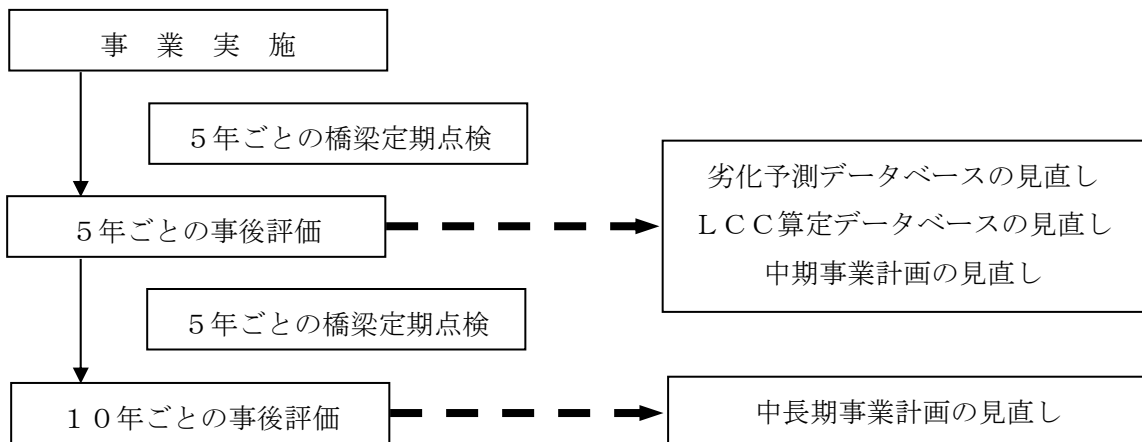 事　業　実　施
５年ごとの橋梁定期点検
５年ごとの事後評価
劣化予測データベースの見直し
ＬＣＣ算定データベースの見直し
中期事業計画の見直し
５年ごとの橋梁定期点検
１０年ごとの事後評価
中長期事業計画の見直し